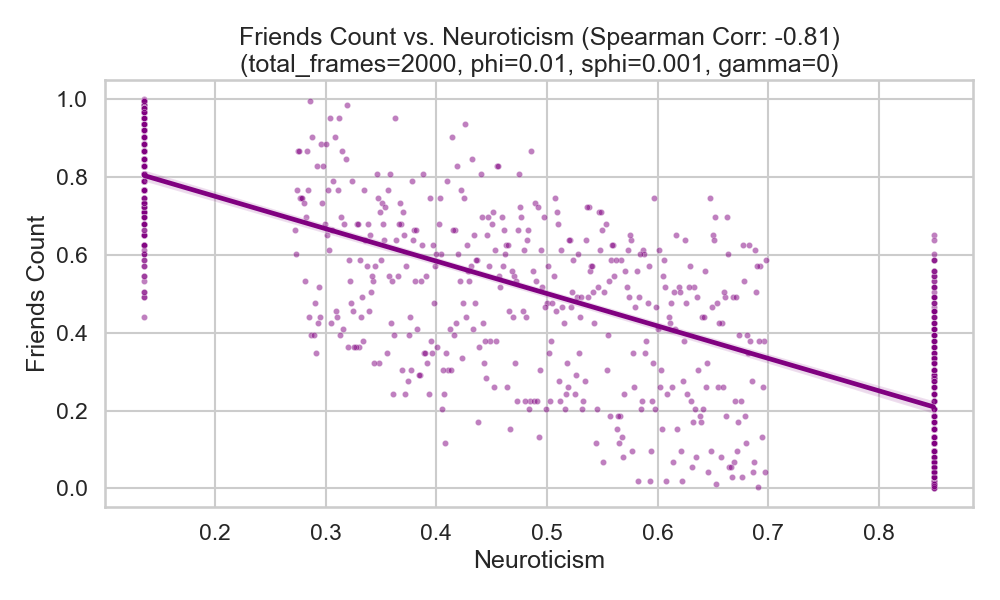 Friends Count vs. Neuroticism (Spearman Corr: -0.81)
(total_frames=2000, phi=0.01, sphi=0.001, gamma=0)
Friends Count
1.0
0.8
0.6
0.4
0.2
0.0
0.2 0.3 0.4 0.5 0.6 0.7 0.8
Neuroticism